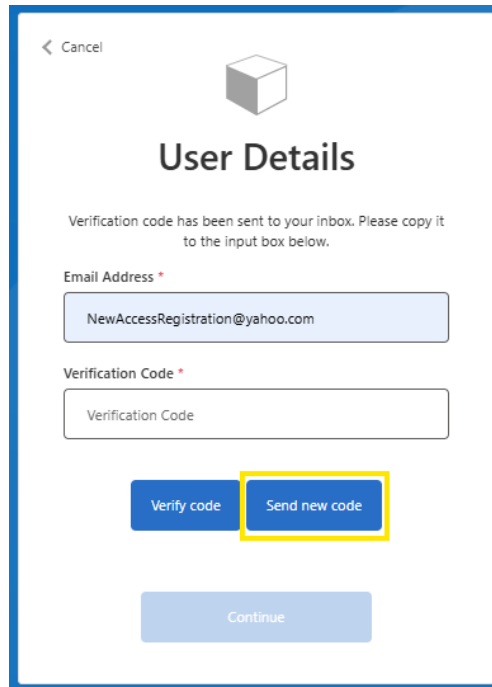 Cancel
User Details
Verification code has been sent to your inbox. Please copy it
to the input box below.
Email Address *
NewAccessRegistration@yahoo.com
Verification Code *
Verification Code
Verify code
Send new code
Continue